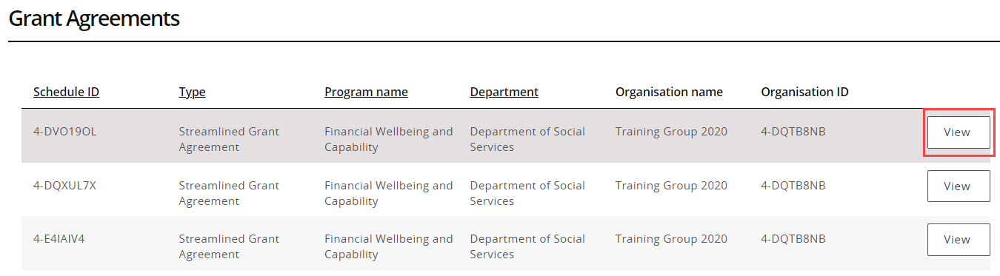 Grant Agreements
Schedule ID Type Program name Department Organisation name Organisation ID
4-DVO19OL Streamlined Grant Financial Wellbeing and Department of Social Training Group 2020 4-DQTB8NB View
Agreement Capability Services
4-DQXUL7X Streamlined Grant Financial Wellbeing and Department of Social Training Group 2020 4-DQTB8NB View
Agreement Capability Services
4-E4IAIV4 Streamlined Grant Financial Wellbeing and Department of Social Training Group 2020 4-DQTB8NB View
Agreement Capability Services